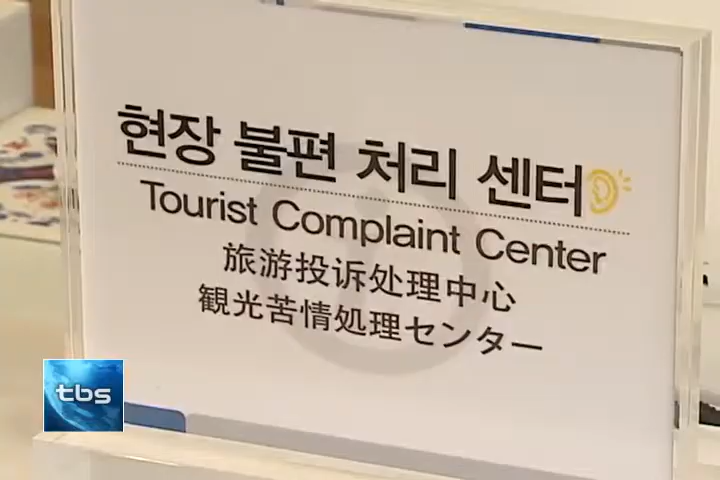 현장 불편 처리 센터
Tourist Complaint Center
旅游投诉处理中心
観光苦情処理センター
tbs